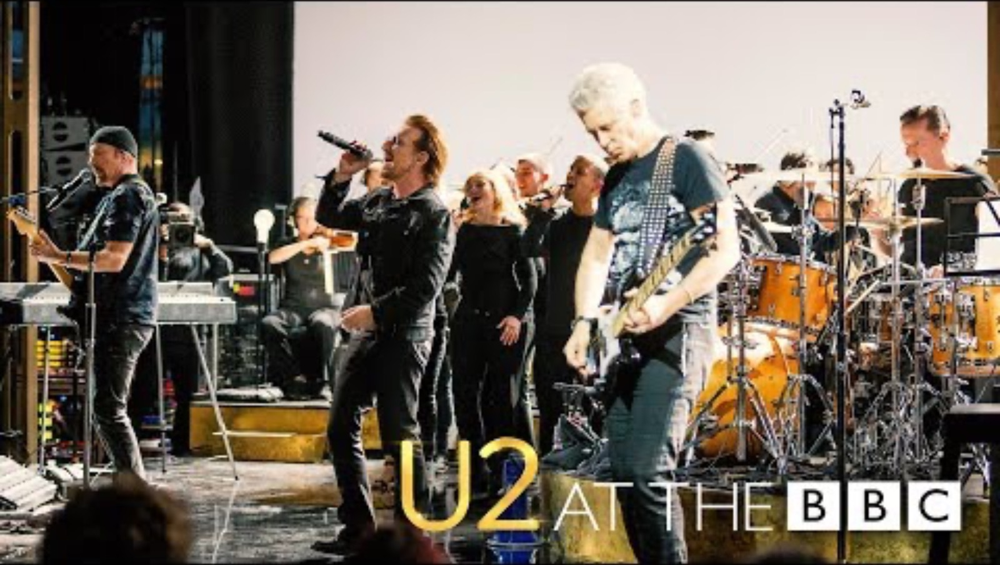 U2 AT THE BBC